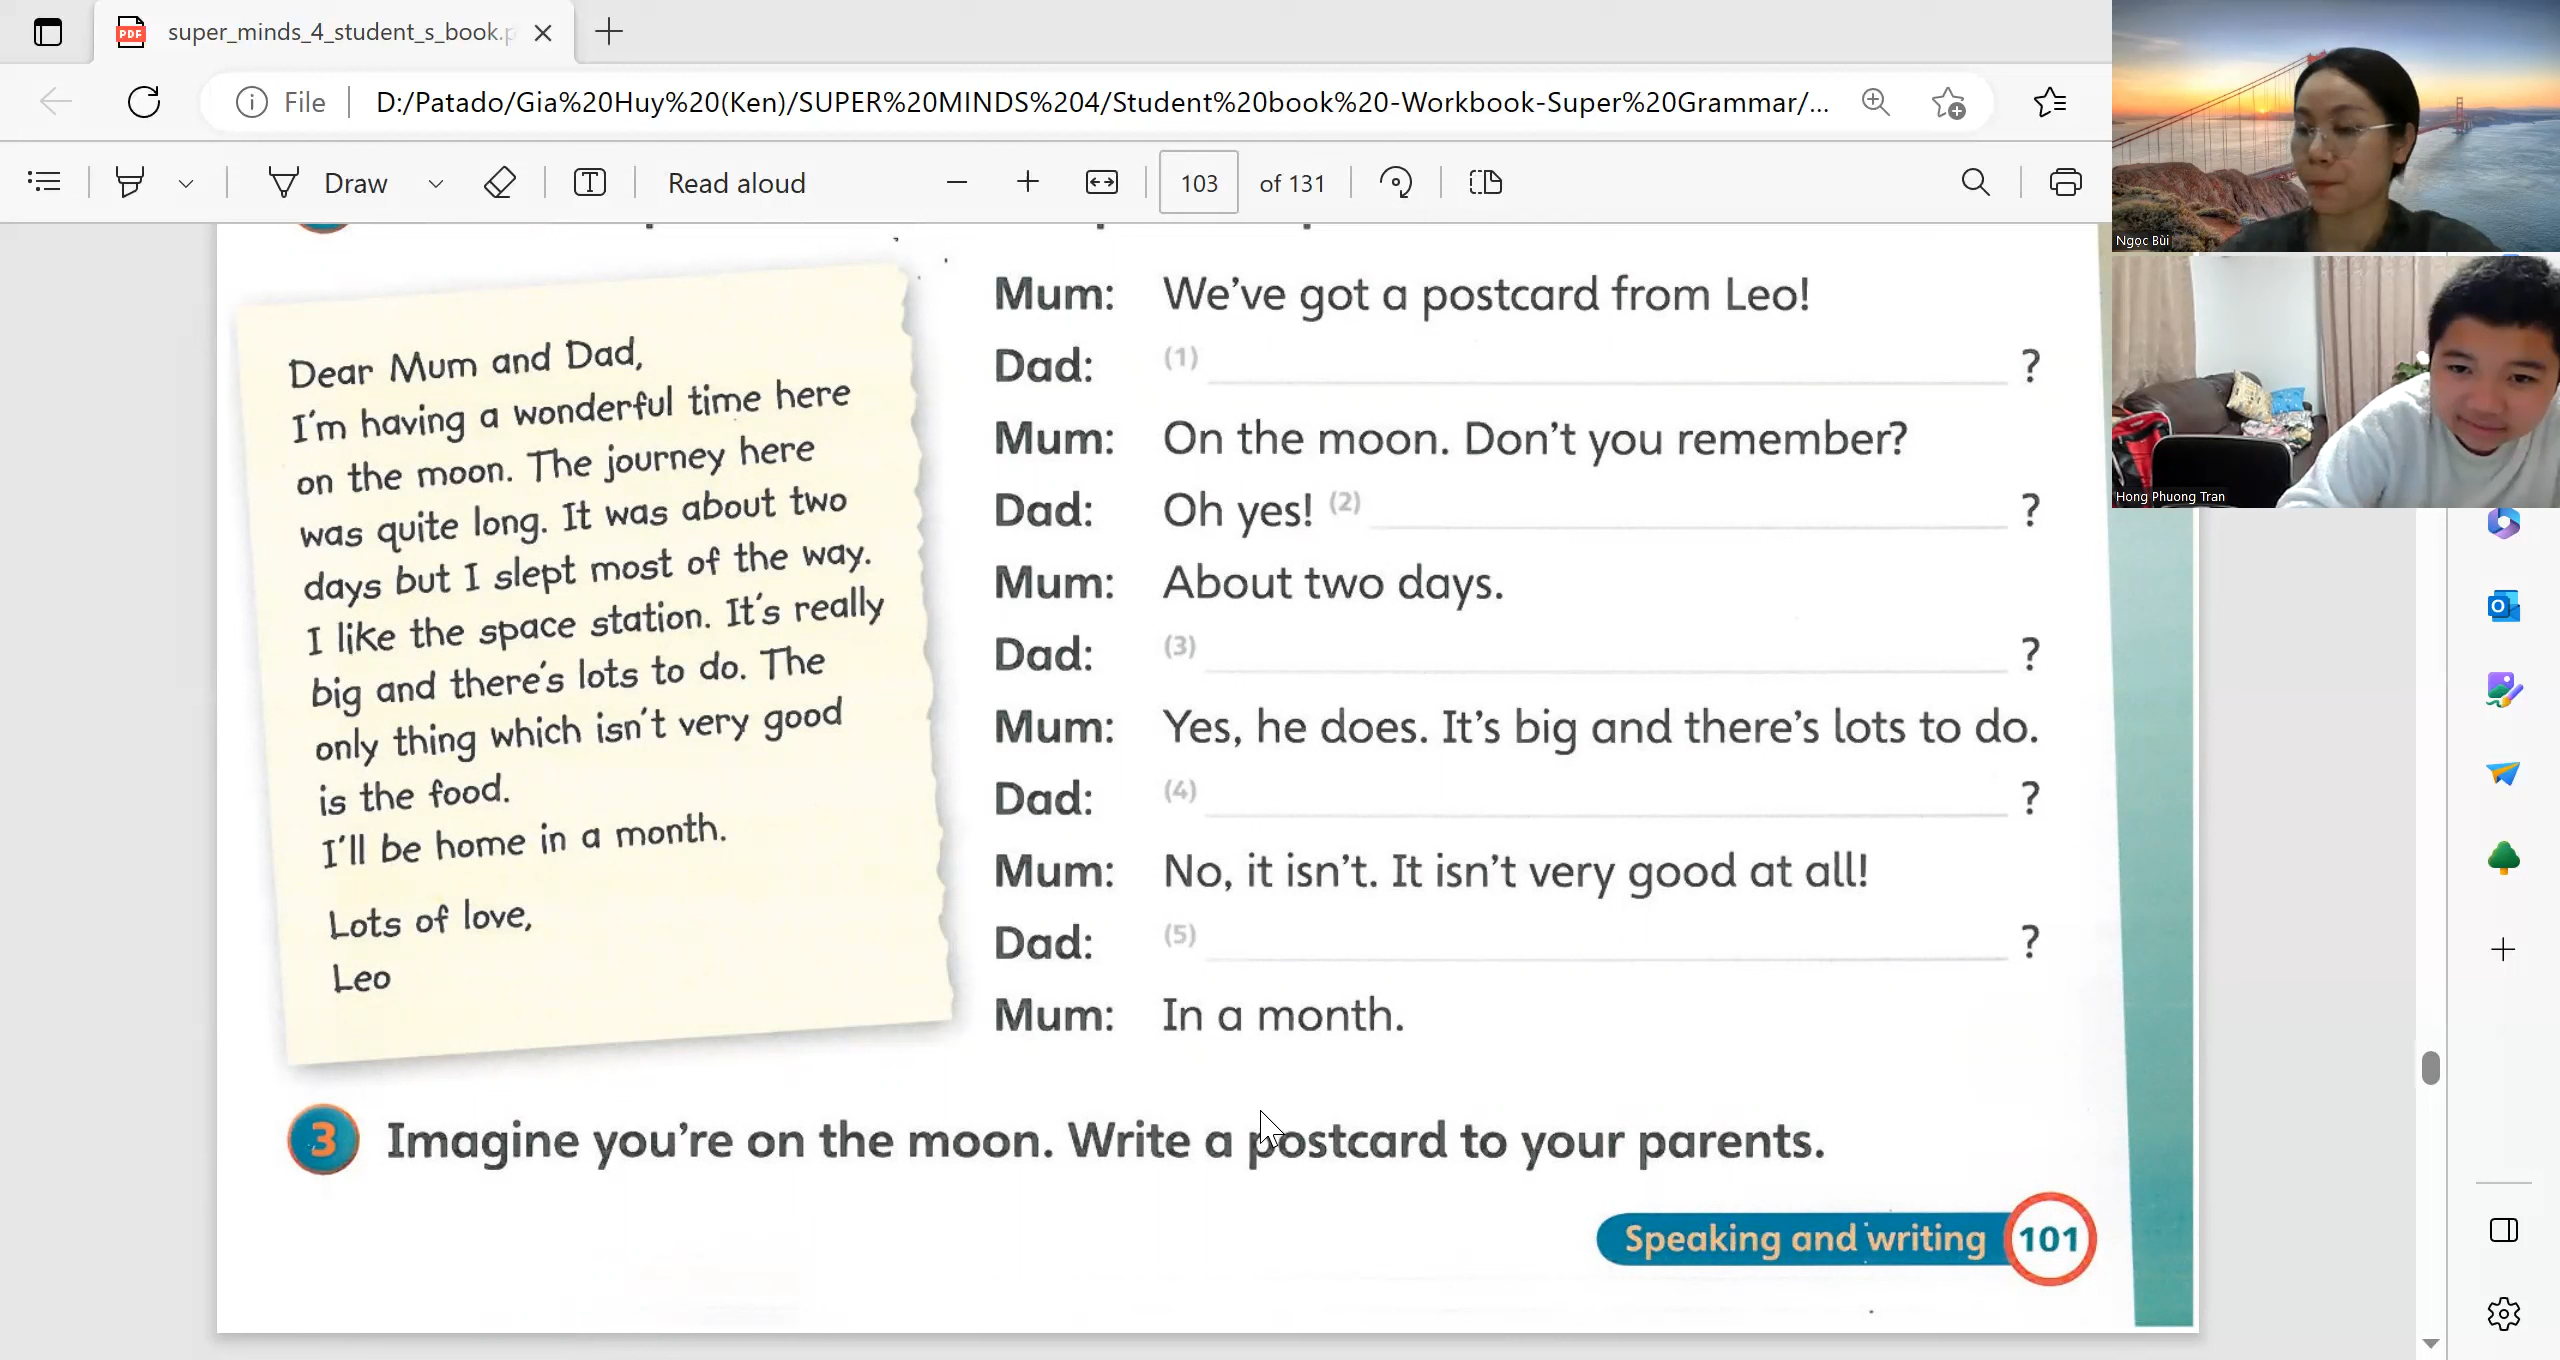 super_minds_4_student_s_book.p
File
D:/Patado/Gia%20Huy%20(Ken)/SUPER%20MINDS%204/Student%20book%20-Workbook-Super%20Grammar/...
Draw
Read aloud
103
of 131
Ngọc Bùi
Hong Phuong Tran
Dear Mum and Dad,
I'm having a wonderful time here
on the moon. The journey here
was quite long. It was about two
days but I slept most of the way.
I like the space station. It's really
big and there's lots to do. The
only thing which isn't very good
is the food.
I'll be home in a month.
Lots of love,
Leo
Mum: We've got a postcard from Leo!
Dad: (1) ?
Mum: On the moon. Don't you remember?
Dad: Oh yes! (2) ?
Mum: About two days.
Dad: (3) ?
Mum: Yes, he does. It's big and there's lots to do.
Dad: (4) ?
Mum: No, it isn't. It isn't very good at all!
Dad: (5) ?
Mum: In a month.
3 Imagine you're on the moon. Write a postcard to your parents.
Speaking and writing 101